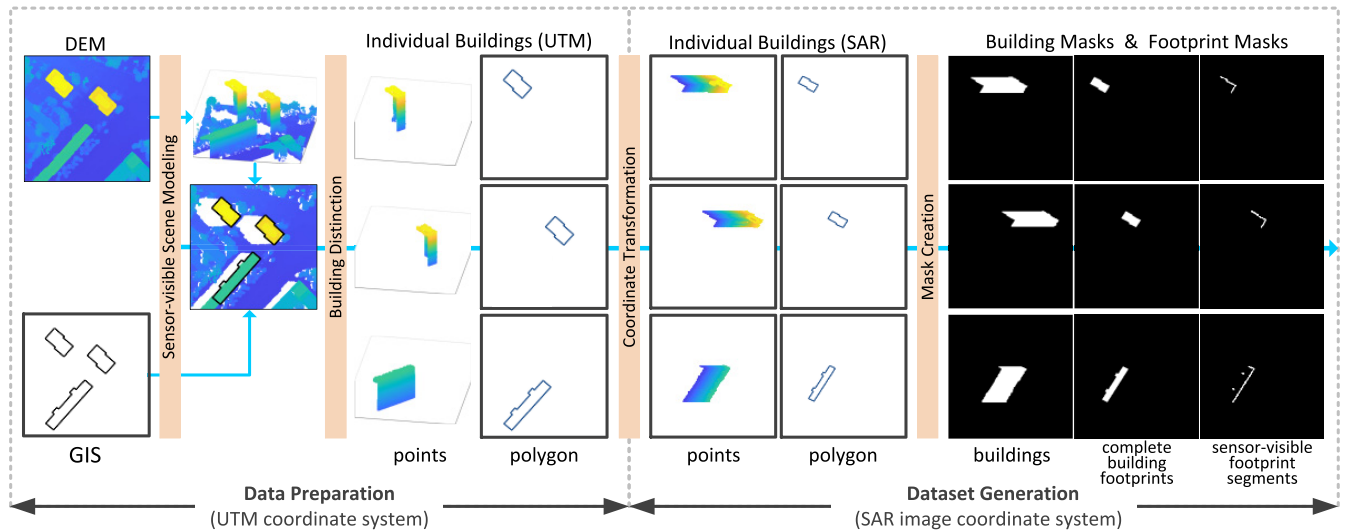 DEM
Individual Buildings (UTM)
Individual Buildings (SAR)
Building Masks & Footprint Masks
Sensor-visible Scene Modeling
Building Distinction
Coordinate Transformation
Mask Creation
GIS
points
polygon
points
polygon
buildings
complete
building
footprints
sensor-visible
footprint
segments
Data Preparation
(UTM coordinate system)
Dataset Generation
(SAR image coordinate system)